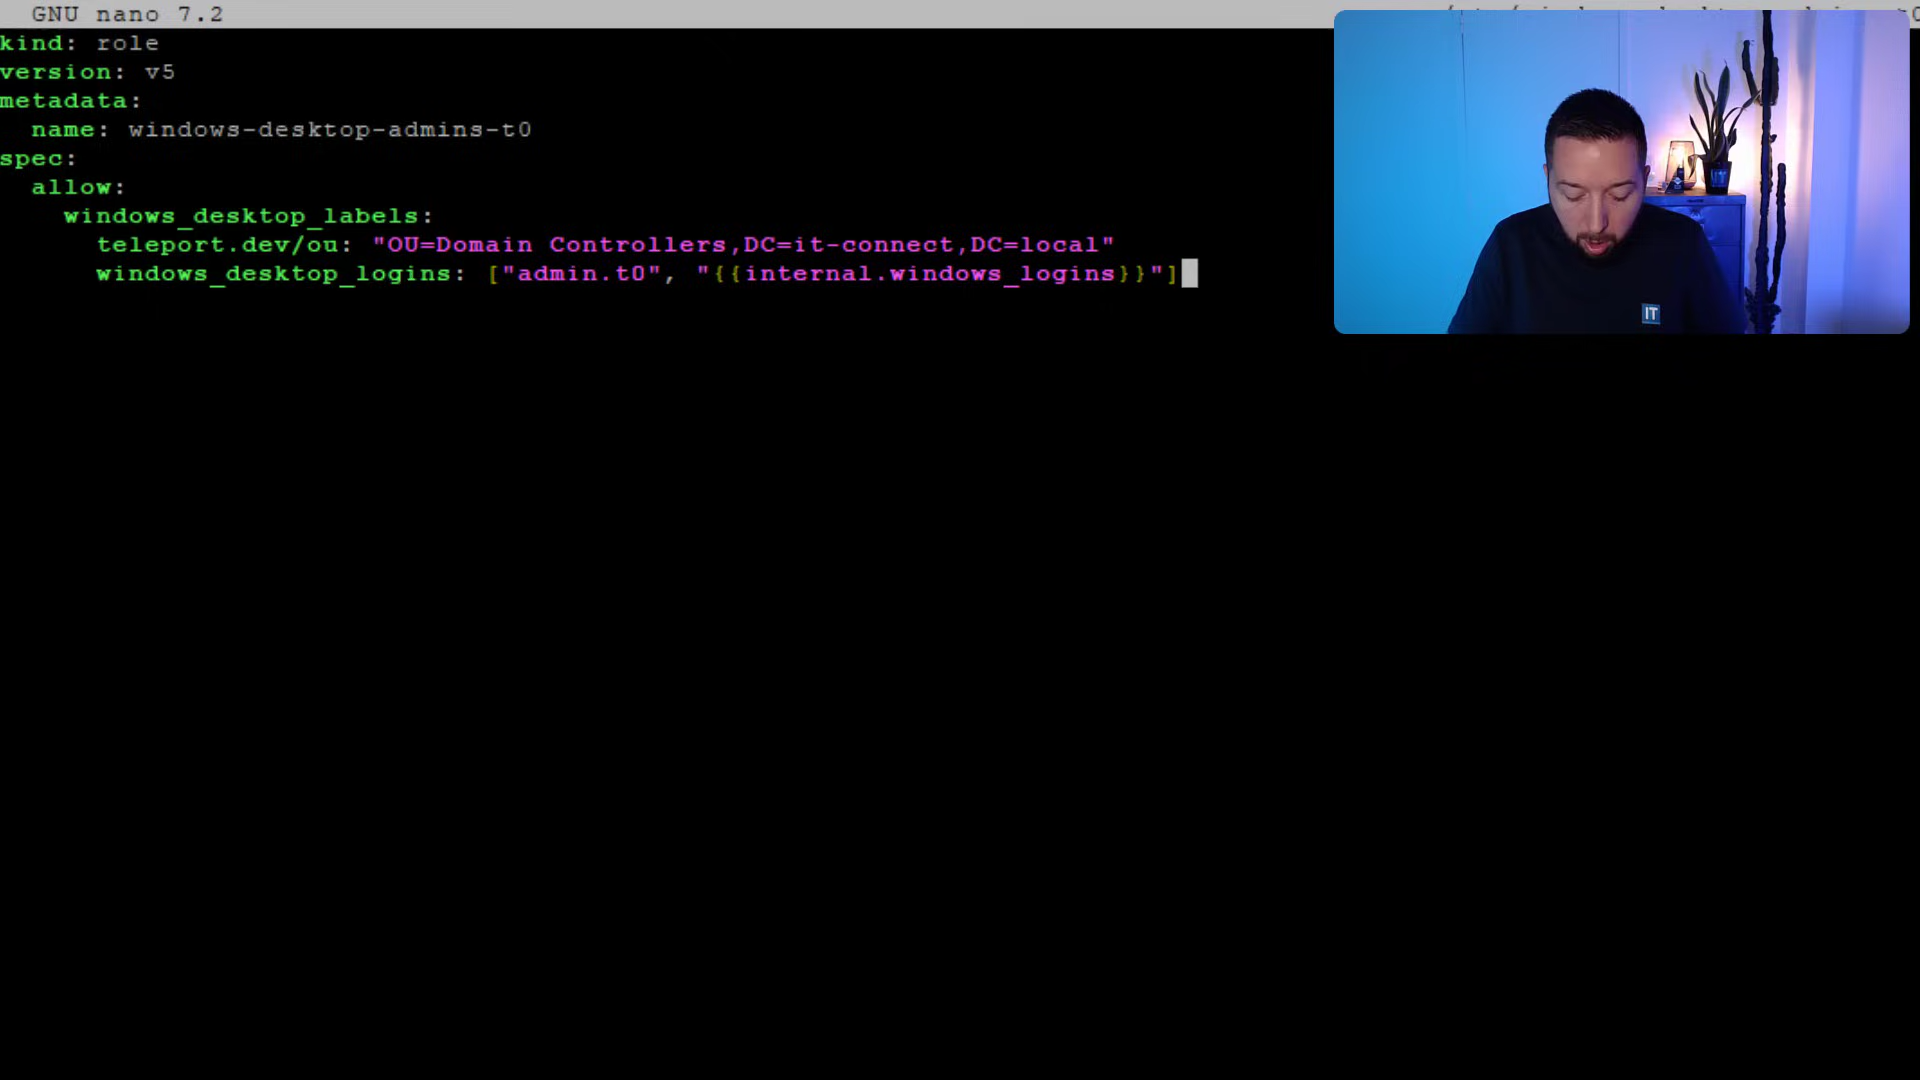 GNU nano 7.2
kind: role
version: v5
metadata:
  name: windows-desktop-admins-t0
spec:
  allow:
    windows_desktop_labels:
      teleport.dev/ou: "OU=Domain Controllers,DC=it-connect,DC=local"
      windows_desktop_logins: ["admin.t0", "{{internal.windows_logins}}"]
IT